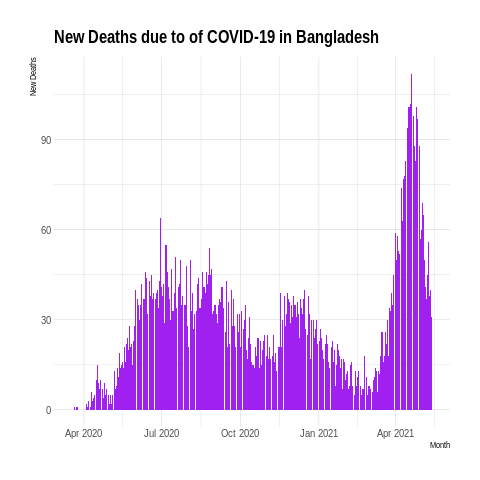 New Deaths due to of COVID-19 in Bangladesh
New Deaths
90
60
30
0
Apr 2020 Jul 2020 Oct 2020 Jan 2021 Apr 2021
Month